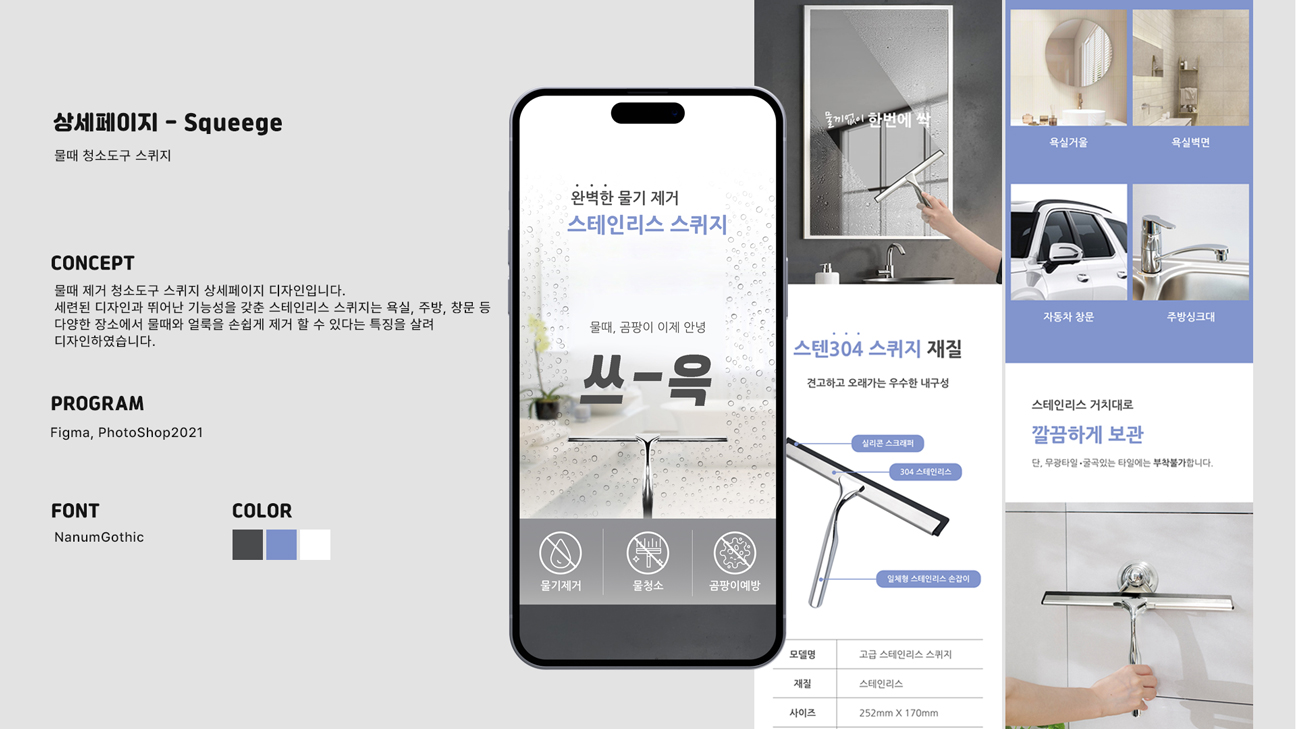 상세페이지 - Squeege
물때 청소도구 스퀴지
CONCEPT
물때 제거 청소도구 스퀴지 상세페이지 디자인입니다.
세련된 디자인과 뛰어난 기능성을 갖춘 스테인리스 스퀴지는 욕실, 주방, 창문 등
다양한 장소에서 물때와 얼룩을 손쉽게 제거 할 수 있다는 특징을 살려
디자인하였습니다.
PROGRAM
Figma, PhotoShop2021
FONT
NanumGothic
COLOR
완벽한 물기 제거
스테인리스 스퀴지
물때, 곰팡이 이제 안녕
쓰-윽
물기제거
물청소
곰팡이예방
물기없이 한번에 싹
스텐304 스퀴지 재질
견고하고 오래가는 우수한 내구성
실리콘 스크래퍼
304 스테인리스
일체형 스테인리스 손잡이
모델명 고급 스테인리스 스퀴지
재질 스테인리스
사이즈 252mm X 170mm
욕실거울
욕실벽면
자동차 창문
주방싱크대
스테인리스 거치대로
깔끔하게 보관
단, 무광타일•굴곡있는 타일에는 부착불가합니다.